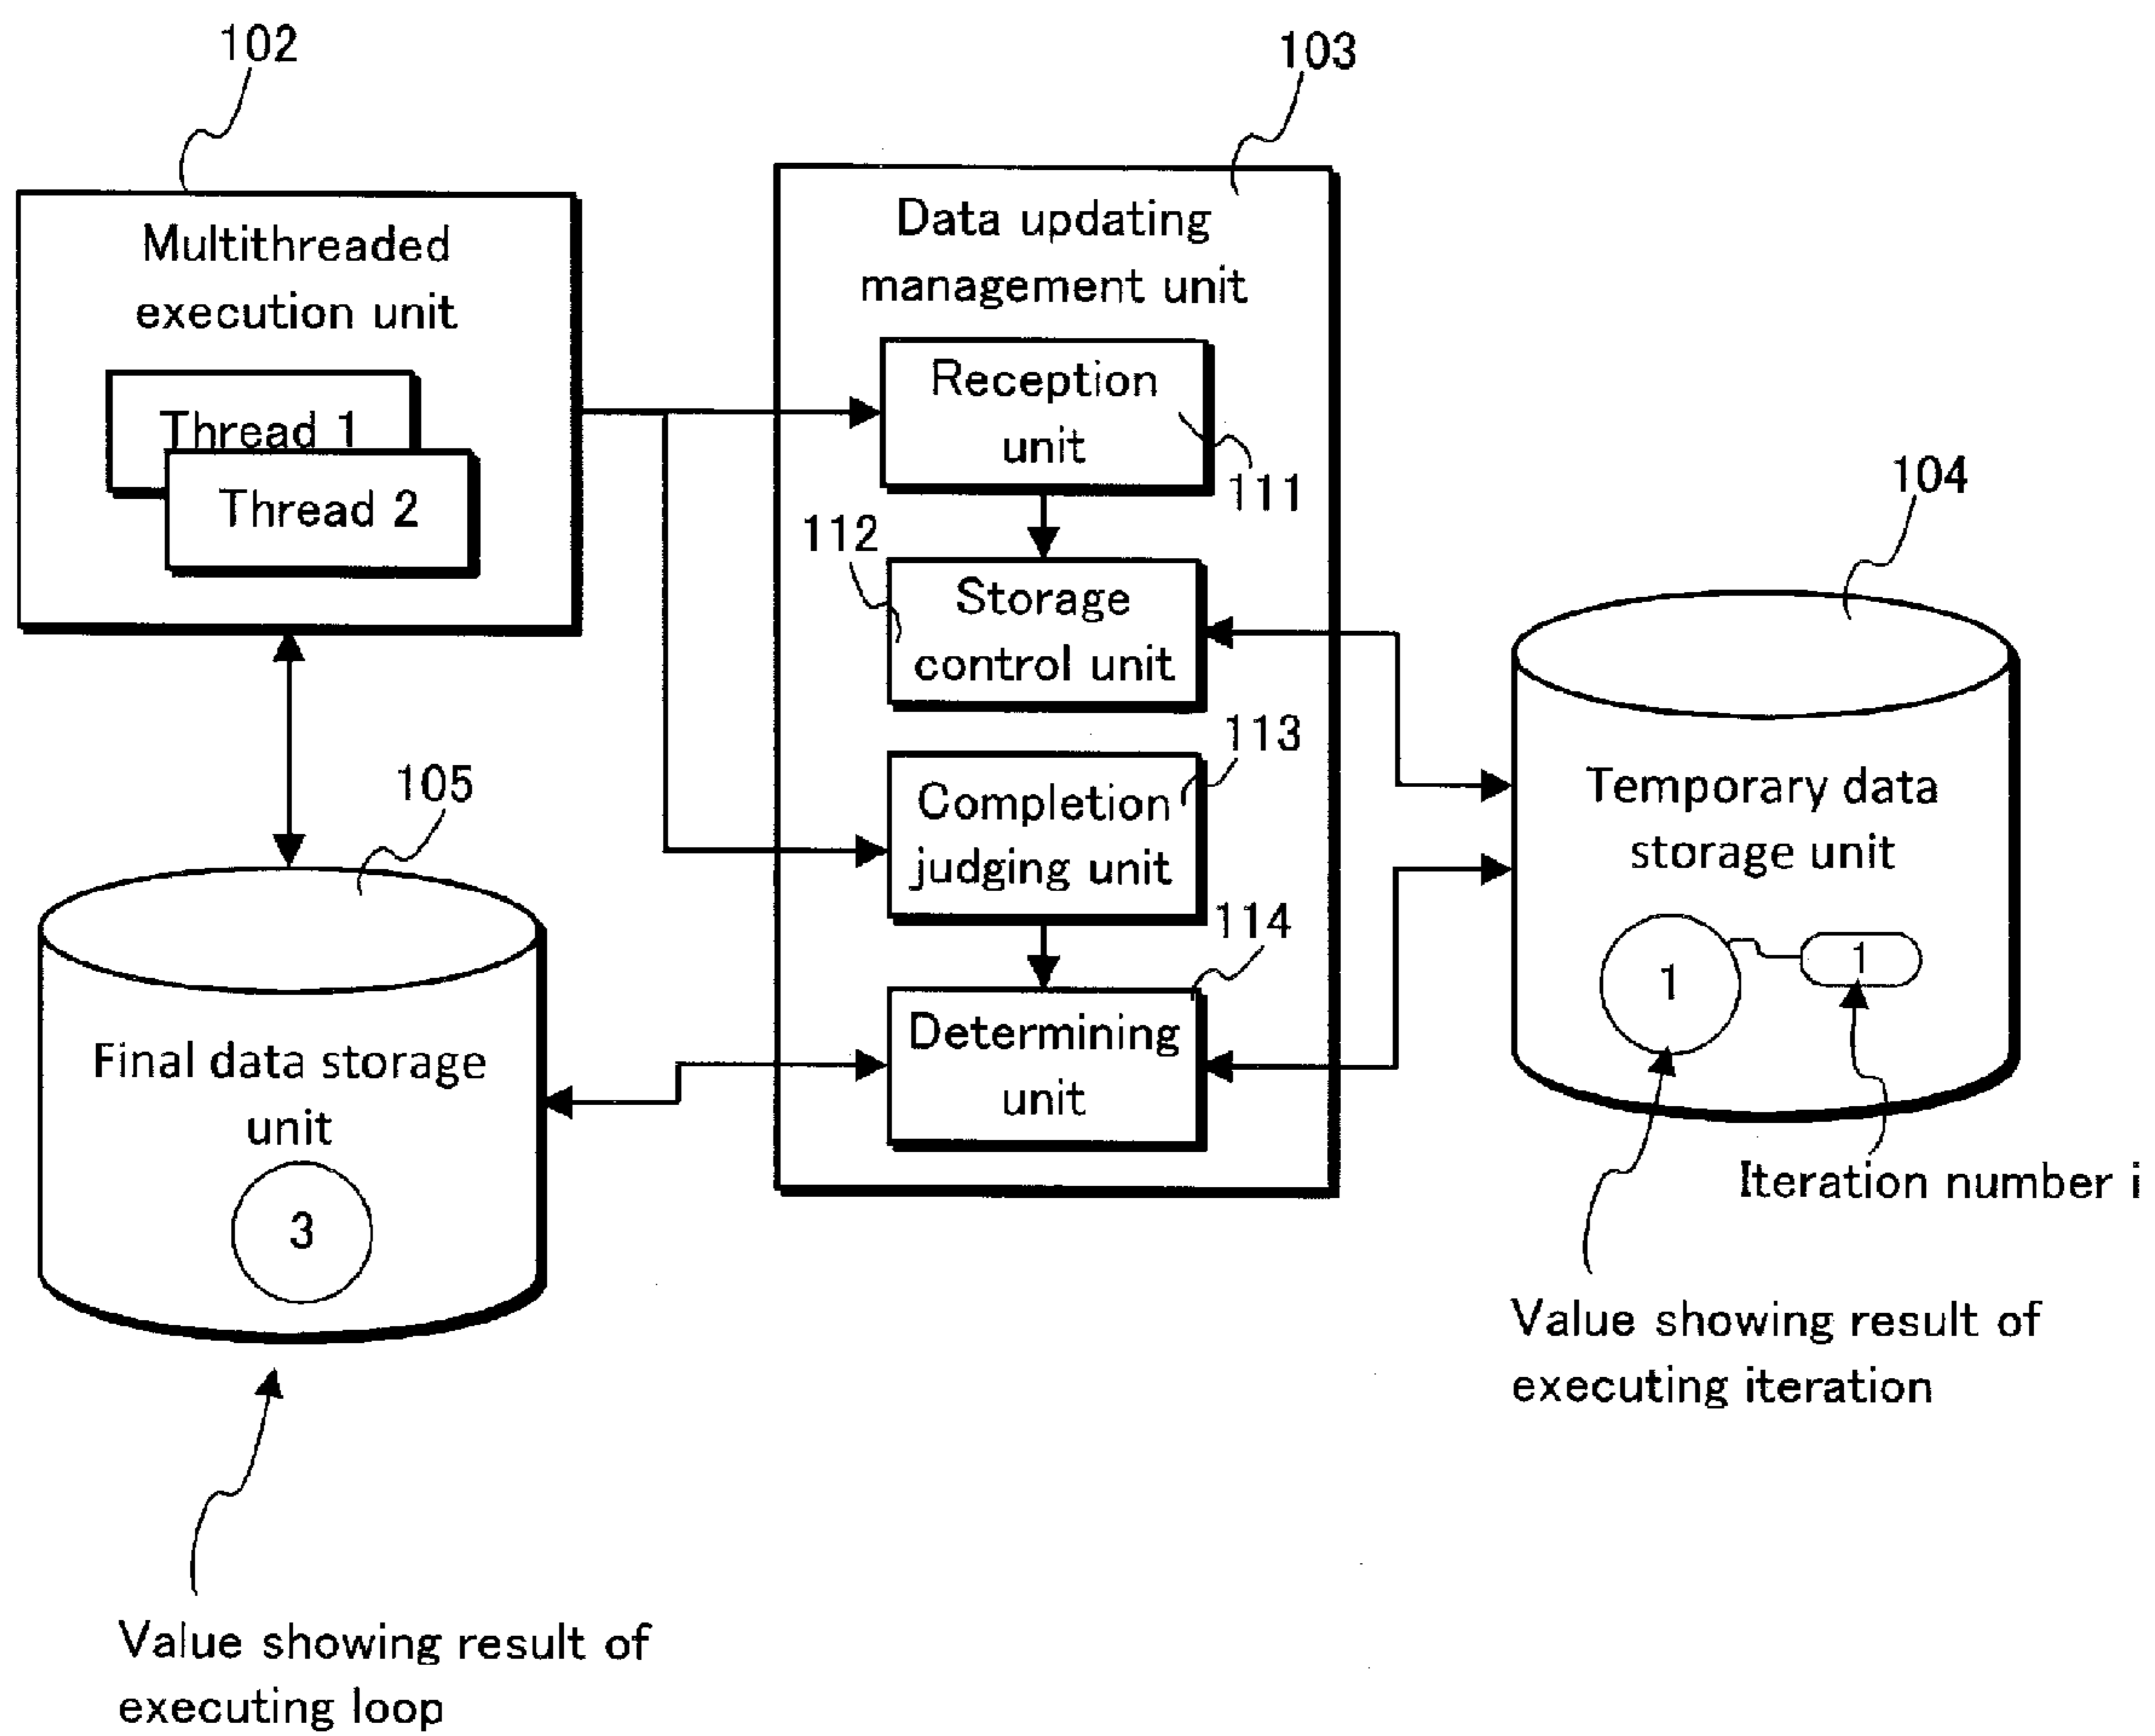 102
103
Multithreaded
execution unit
Thread 1
Thread 2
Data updating
management unit
Reception
unit
111
112
Storage
control unit
113
Completion
judging unit
114
Determining
unit
104
Temporary data
storage unit
1
1
Iteration number i
Value showing result of
executing iteration
105
Final data storage
unit
3
Value showing result of
executing loop